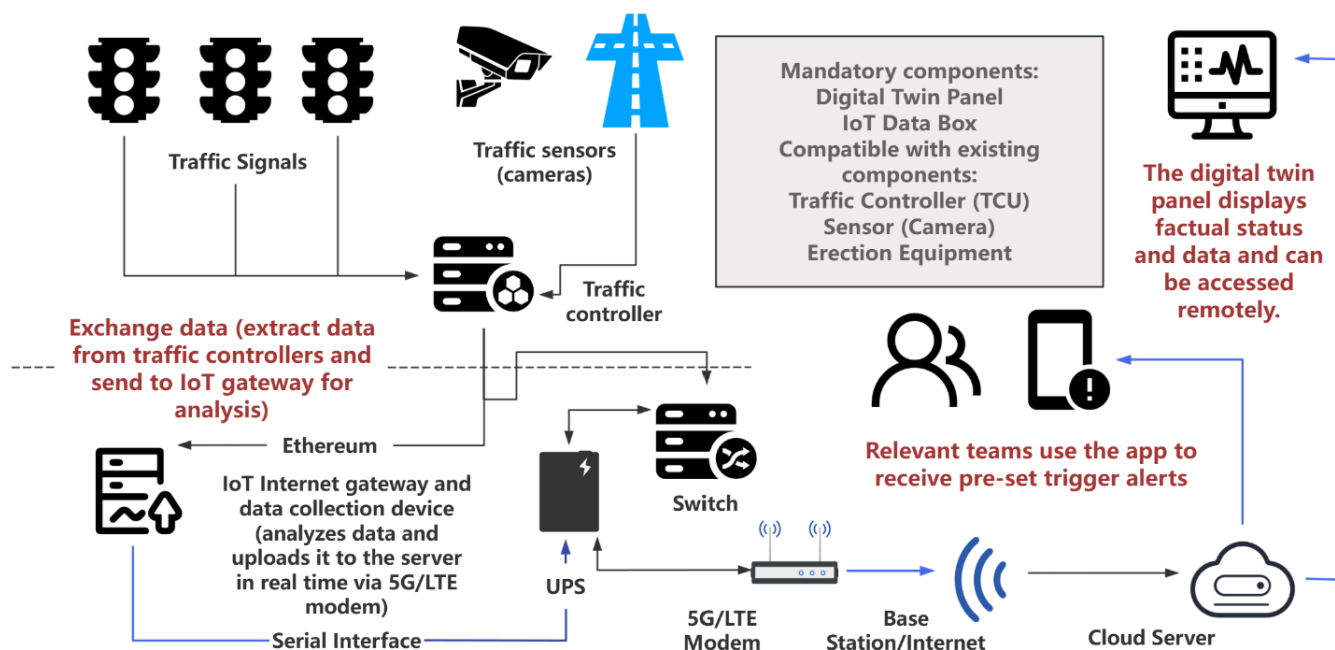 Traffic Signals
Traffic sensors
(cameras)
Mandatory components:
Digital Twin Panel
IoT Data Box
Compatible with existing
components:
Traffic Controller (TCU)
Sensor (Camera)
Erection Equipment
The digital twin
panel displays
factual status
and data and can
be accessed
remotely.
Traffic
controller
Exchange data (extract data
from traffic controllers and
send to IoT gateway for
analysis)
Ethereum
IoT Internet gateway and
data collection device
(analyzes data and
uploads it to the server
in real time via 5G/LTE
modem)
Serial Interface
UPS
Switch
Relevant teams use the app to
receive pre-set trigger alerts
5G/LTE
Modem
Base
Station/Internet
Cloud Server